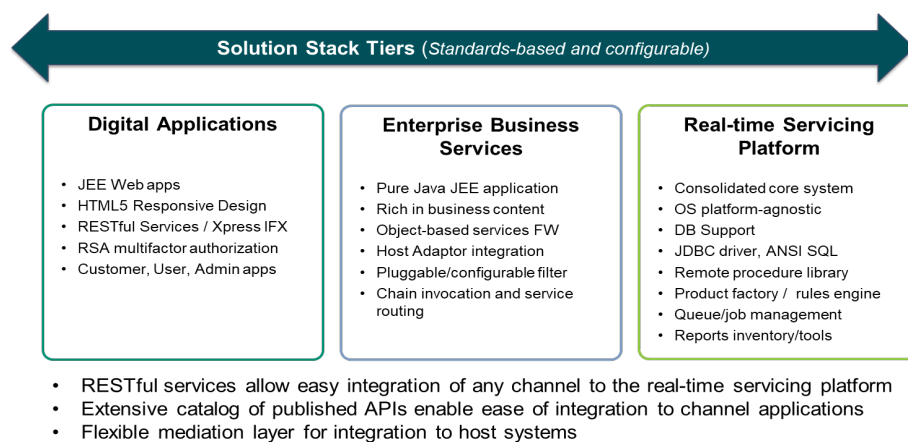 Solution Stack Tiers (Standards-based and configurable)
Digital Applications
• JEE Web apps
• HTML5 Responsive Design
• RESTful Services / Xpress IFX
• RSA multifactor authorization
• Customer, User, Admin apps
Enterprise Business
Services
• Pure Java JEE application
• Rich in business content
• Object-based services FW
• Host Adaptor integration
• Pluggable/configurable filter
• Chain invocation and service
routing
Real-time Servicing
Platform
• Consolidated core system
• OS platform-agnostic
• DB Support
• JDBC driver, ANSI SQL
• Remote procedure library
• Product factory / rules engine
• Queue/job management
• Reports inventory/tools
• RESTful services allow easy integration of any channel to the real-time servicing platform
• Extensive catalog of published APIs enable ease of integration to channel applications
• Flexible mediation layer for integration to host systems